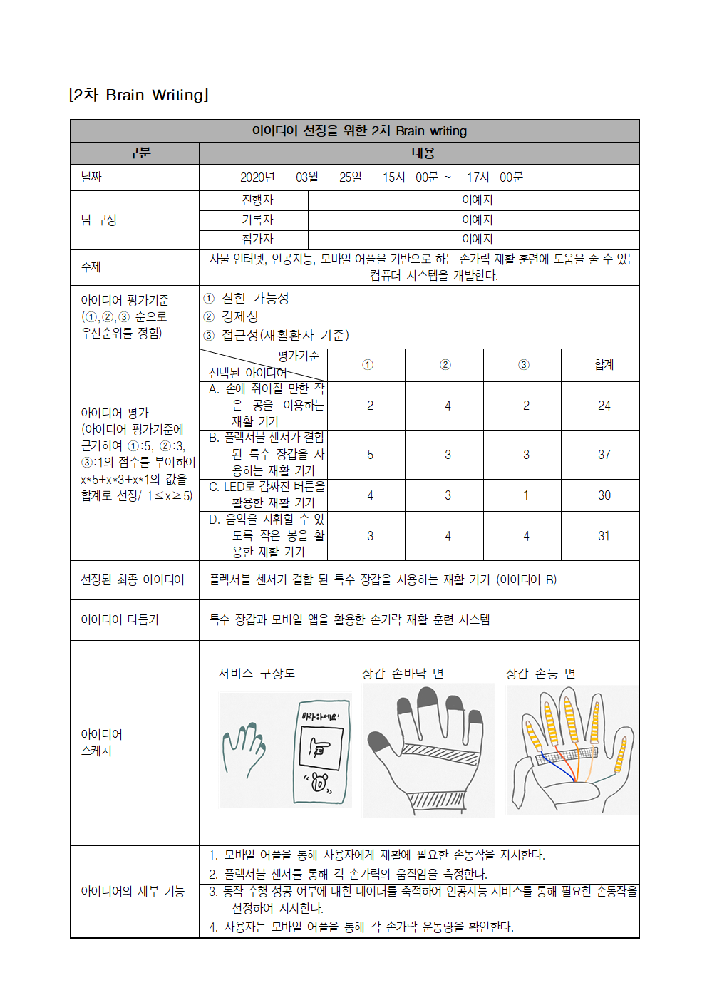 [2차 Brain Writing]
아이디어 선정을 위한 2차 Brain writing
구분 내용
날짜 2020년 03월 25일 15시 00분 ~ 17시 00분
팀 구성
진행자 이예지
기록자 이예지
참가자 이예지
주제
사물 인터넷, 인공지능, 모바일 어플을 기반으로 하는 손가락 재활 훈련에 도움을 줄 수 있는
컴퓨터 시스템을 개발한다.
아이디어 평가기준
(①,②,③ 순으로
우선순위를 정함)
① 실현 가능성
② 경제성
③ 접근성(재활환자 기준)
아이디어 평가
(아이디어 평가기준에
근거하여 ①:5, ②:3,
③:1의 점수를 부여하여
x*5+x*3+x*1의 값을
합계로 선정/ 1≤x≥5)
평가기준
선택된 아이디어
① ② ③ 합계
A. 손에 쥐어질 만한 작
은 공을 이용하는
재활 기기
2 4 2 24
B. 플렉서블 센서가 결합
된 특수 장갑을 사
용하는 재활 기기
5 3 3 37
C. LED로 감싸진 버튼을
활용한 재활 기기
4 3 1 30
D. 음악을 지휘할 수 있
도록 작은 봉을 활
용한 재활 기기
3 4 4 31
선정된 최종 아이디어 플렉서블 센서가 결합 된 특수 장갑을 사용하는 재활 기기 (아이디어 B)
아이디어 다듬기 특수 장갑과 모바일 앱을 활용한 손가락 재활 훈련 시스템
아이디어
스케치
서비스 구상도 장갑 손바닥 면 장갑 손등 면
따라하세요!
아이디어의 세부 기능
1. 모바일 어플을 통해 사용자에게 재활에 필요한 손동작을 지시한다.
2. 플렉서블 센서를 통해 각 손가락의 움직임을 측정한다.
3. 동작 수행 성공 여부에 대한 데이터를 축적하여 인공지능 서비스를 통해 필요한 손동작을
선정하여 지시한다.
4. 사용자는 모바일 어플을 통해 각 손가락 운동량을 확인한다.